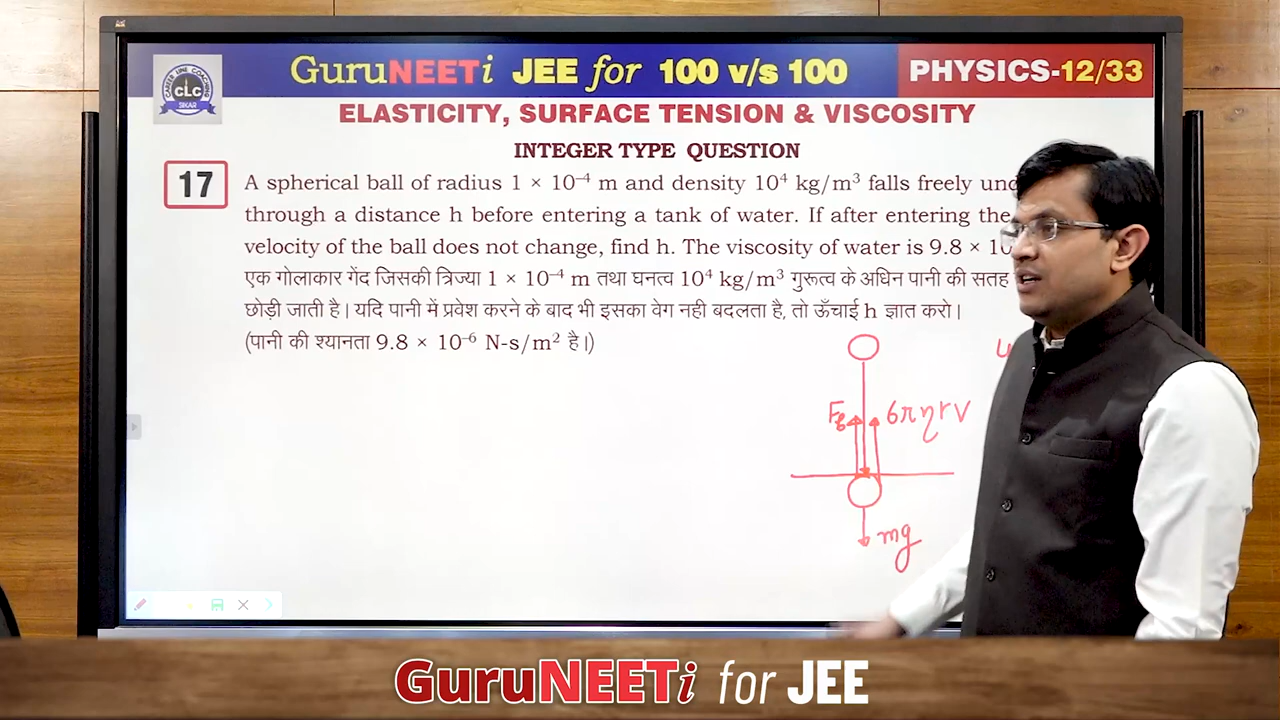 GuruNEETi JEE for 100 v/s 100 PHYSICS-12/33
CLC
SIKAR
ELASTICITY, SURFACE TENSION & VISCOSITY
INTEGER TYPE QUESTION
17
A spherical ball of radius 1 × 10⁻⁴ m and density 10⁴ kg/m³ falls freely
through a distance h before entering a tank of water. If after entering the
velocity of the ball does not change, find h. The viscosity of water is 9.8 ×
एक गोलाकार गेंद जिसकी त्रिज्या 1 × 10⁻⁴ m तथा घनत्व 10⁴ kg/m³ गुरूत्व के अधिन पानी की सतह
छोड़ी जाती है। यदि पानी में प्रवेश करने के बाद भी इसका वेग नही बदलता है, तो ऊँचाई h ज्ञात करो।
(पानी की श्यानता 9.8 × 10⁻⁶ N-s/m² है।)
F_B 6πηrv
mg
GuruNEETi for JEE